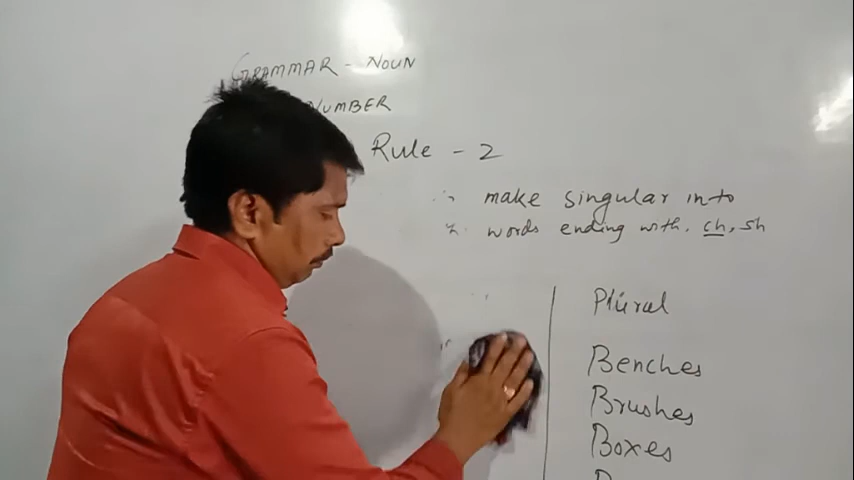 GRAMMAR - NOUN
NUMBER
Rule - 2
make singular into
words ending with, ch, sh
Plural
Benches
Brushes
Boxes